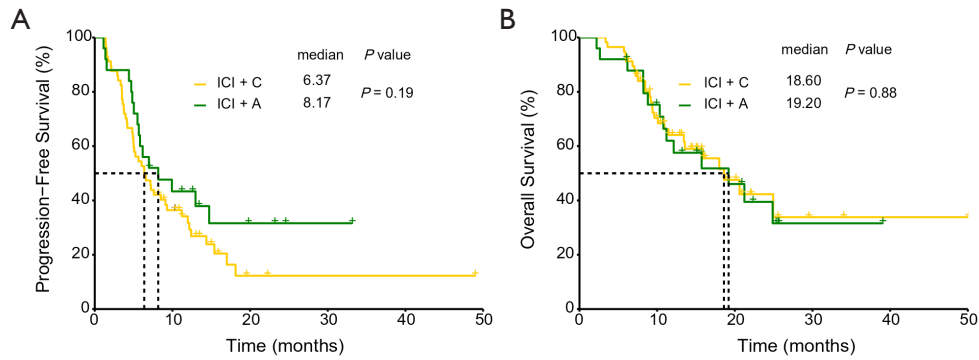 A
Progression-Free Survival (%)
100
80
60
40
20
0
median P value
ICI + C 6.37
P = 0.19
ICI + A 8.17
0 10 20 30 40 50
Time (months)
B
Overall Survival (%)
100
80
60
40
20
0
median P value
ICI + C 18.60
P = 0.88
ICI + A 19.20
0 10 20 30 40 50
Time (months)